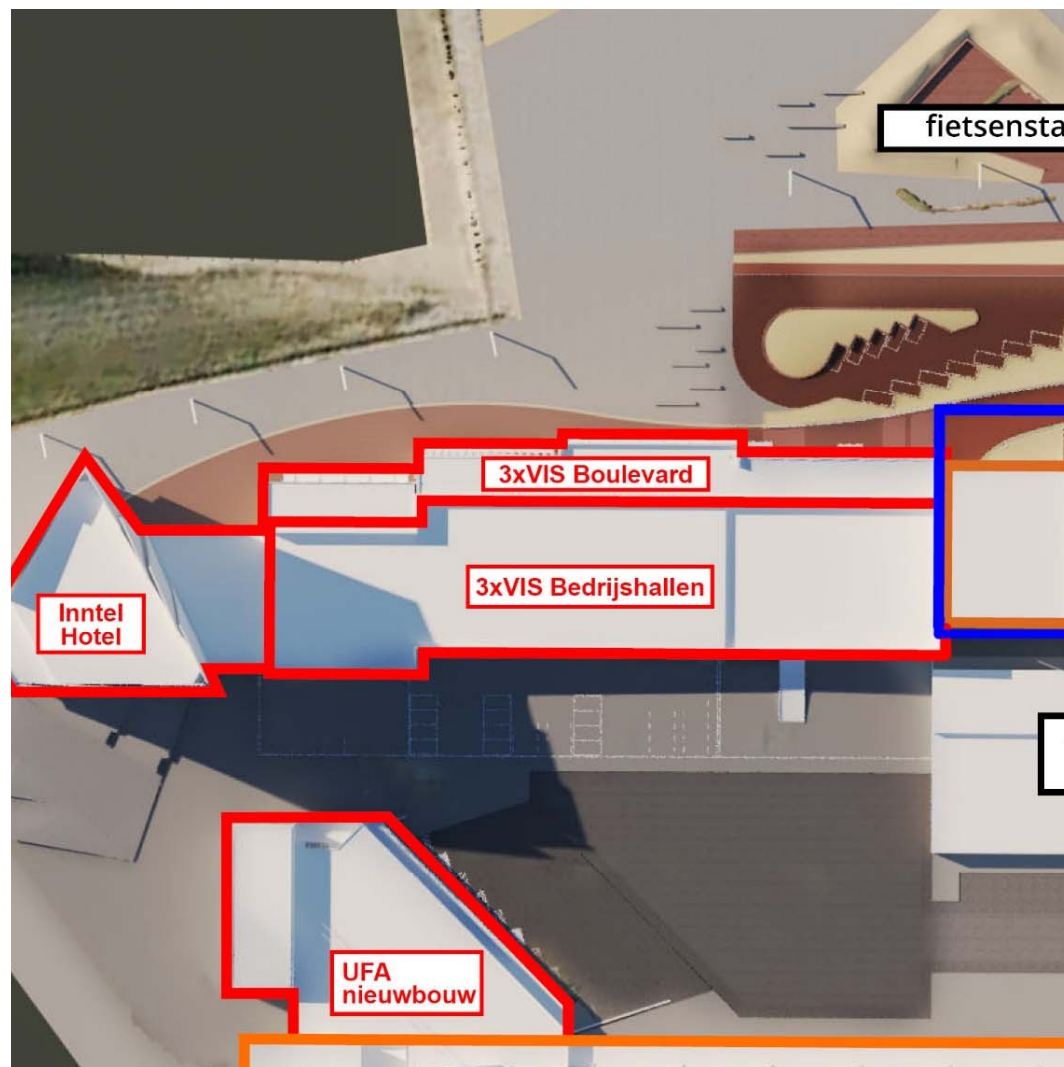 fietsensta
3xVIS Boulevard
3xVIS Bedrijshallen
Inntel
Hotel
UFA
nieuwbouw